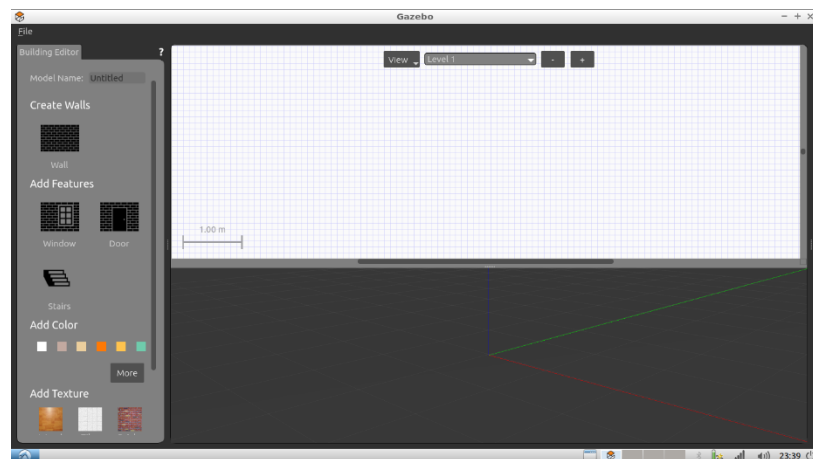 Gazebo
File
Building Editor
?
Model Name: Untitled
Create Walls
Wall
Add Features
Window Door
Stairs
Add Color
More
Add Texture
View Level 1 - +
1.00 m
23:39